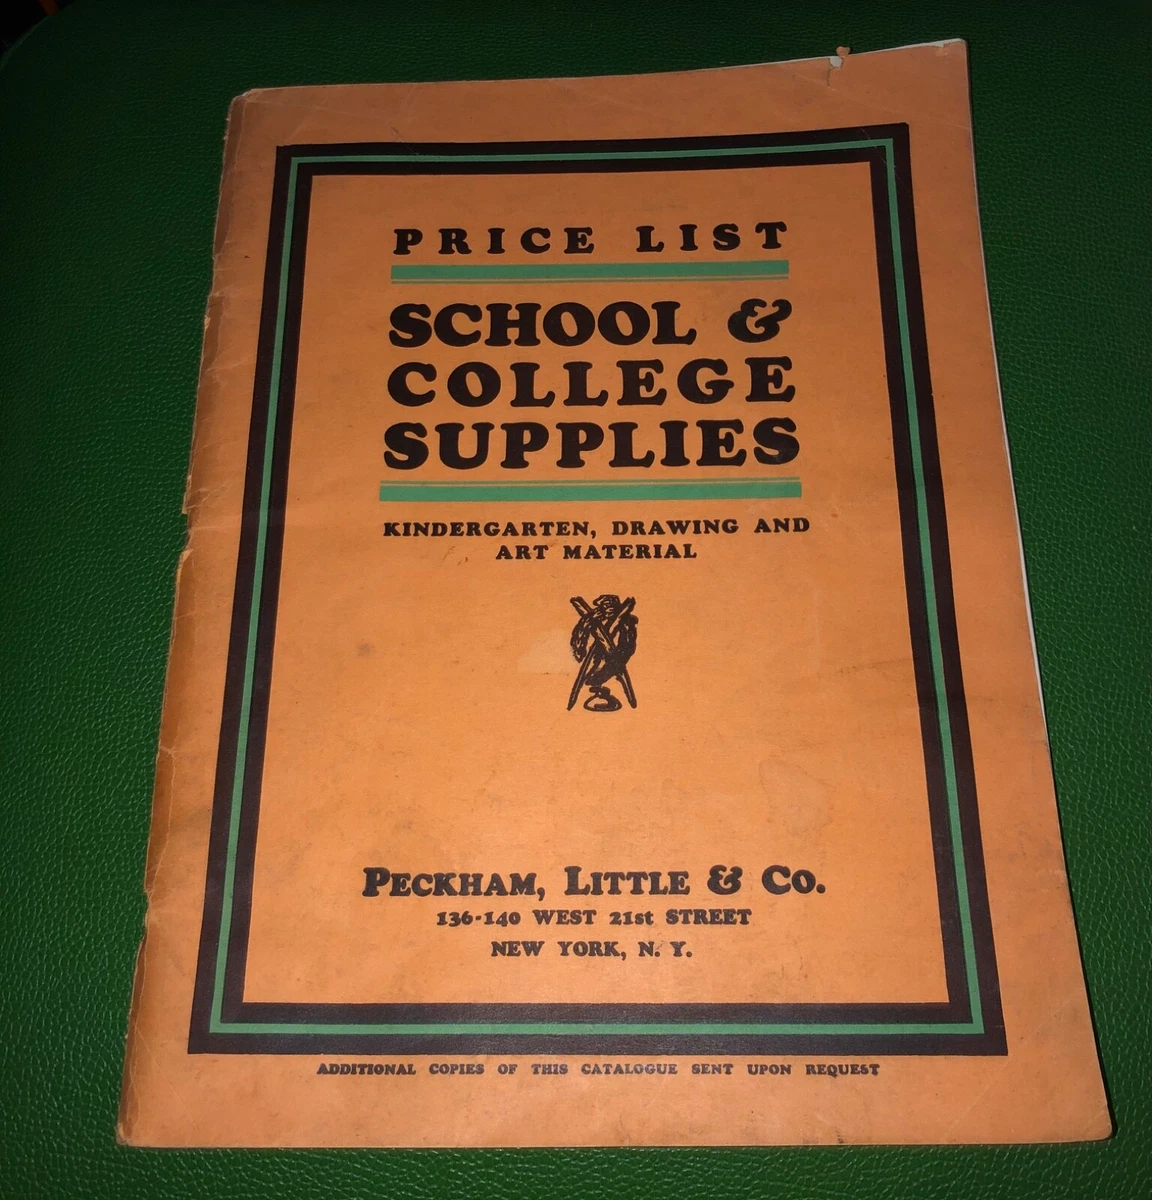 PRICE LIST
SCHOOL &
COLLEGE
SUPPLIES
KINDERGARTEN, DRAWING AND
ART MATERIAL
PECKHAM, LITTLE & CO.
136-140 WEST 21st STREET
NEW YORK, N. Y.
ADDITIONAL COPIES OF THIS CATALOGUE SENT UPON REQUEST